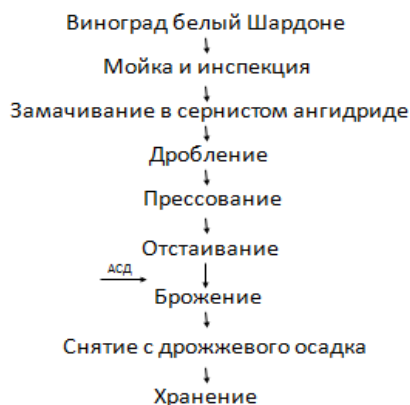 Виноград белый Шардоне
Мойка и инспекция
Замачивание в сернистом ангидриде
Дробление
Прессование
Отстаивание
АСД
Брожение
Снятие с дрожжевого осадка
Хранение